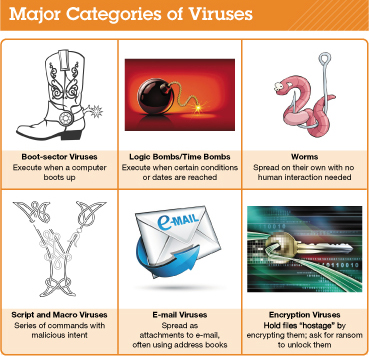 Major Categories of Viruses
Boot-sector Viruses
Execute when a computer
boots up
Logic Bombs/Time Bombs
Execute when certain conditions
or dates are reached
Worms
Spread on their own with no
human interaction needed
e-MAIL
Script and Macro Viruses
Series of commands with
malicious intent
E-mail Viruses
Spread as
attachments to e-mail,
often using address books
Encryption Viruses
Hold files "hostage" by
encrypting them; ask for ransom
to unlock them